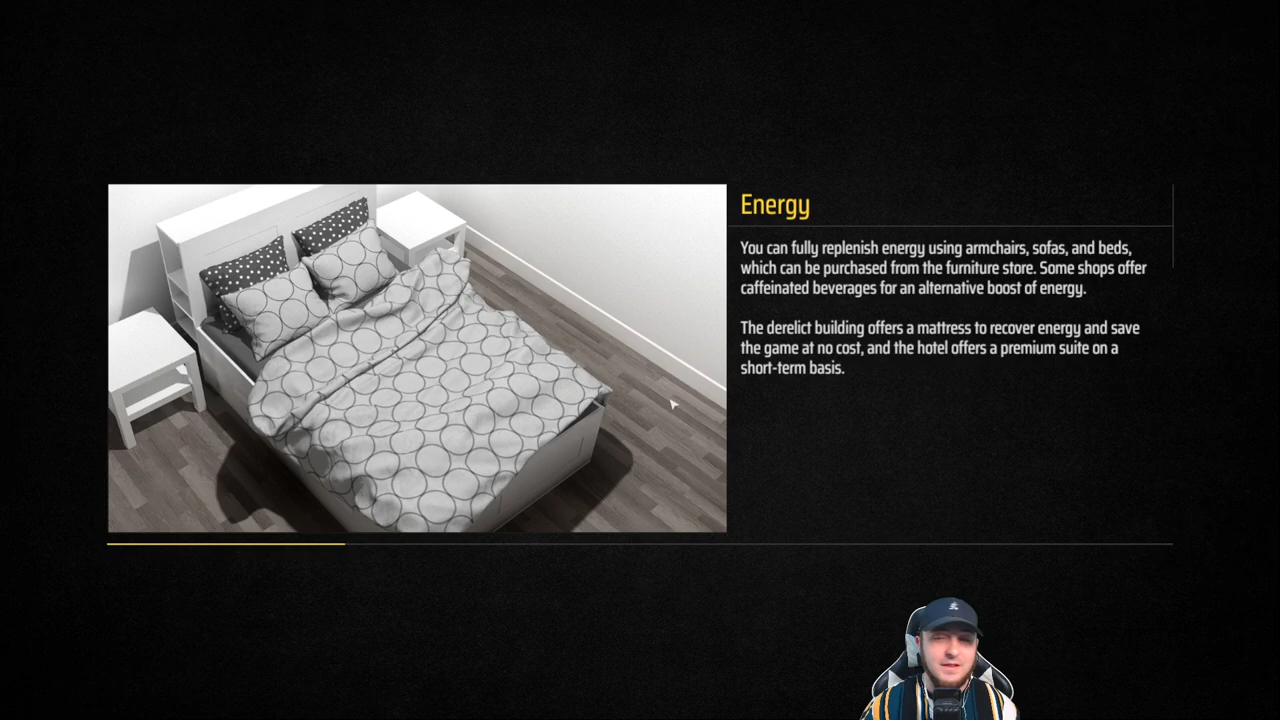 Energy
You can fully replenish energy using armchairs, sofas, and beds,
which can be purchased from the furniture store. Some shops offer
caffeinated beverages for an alternative boost of energy.
The derelict building offers a mattress to recover energy and save
the game at no cost, and the hotel offers a premium suite on a
short-term basis.